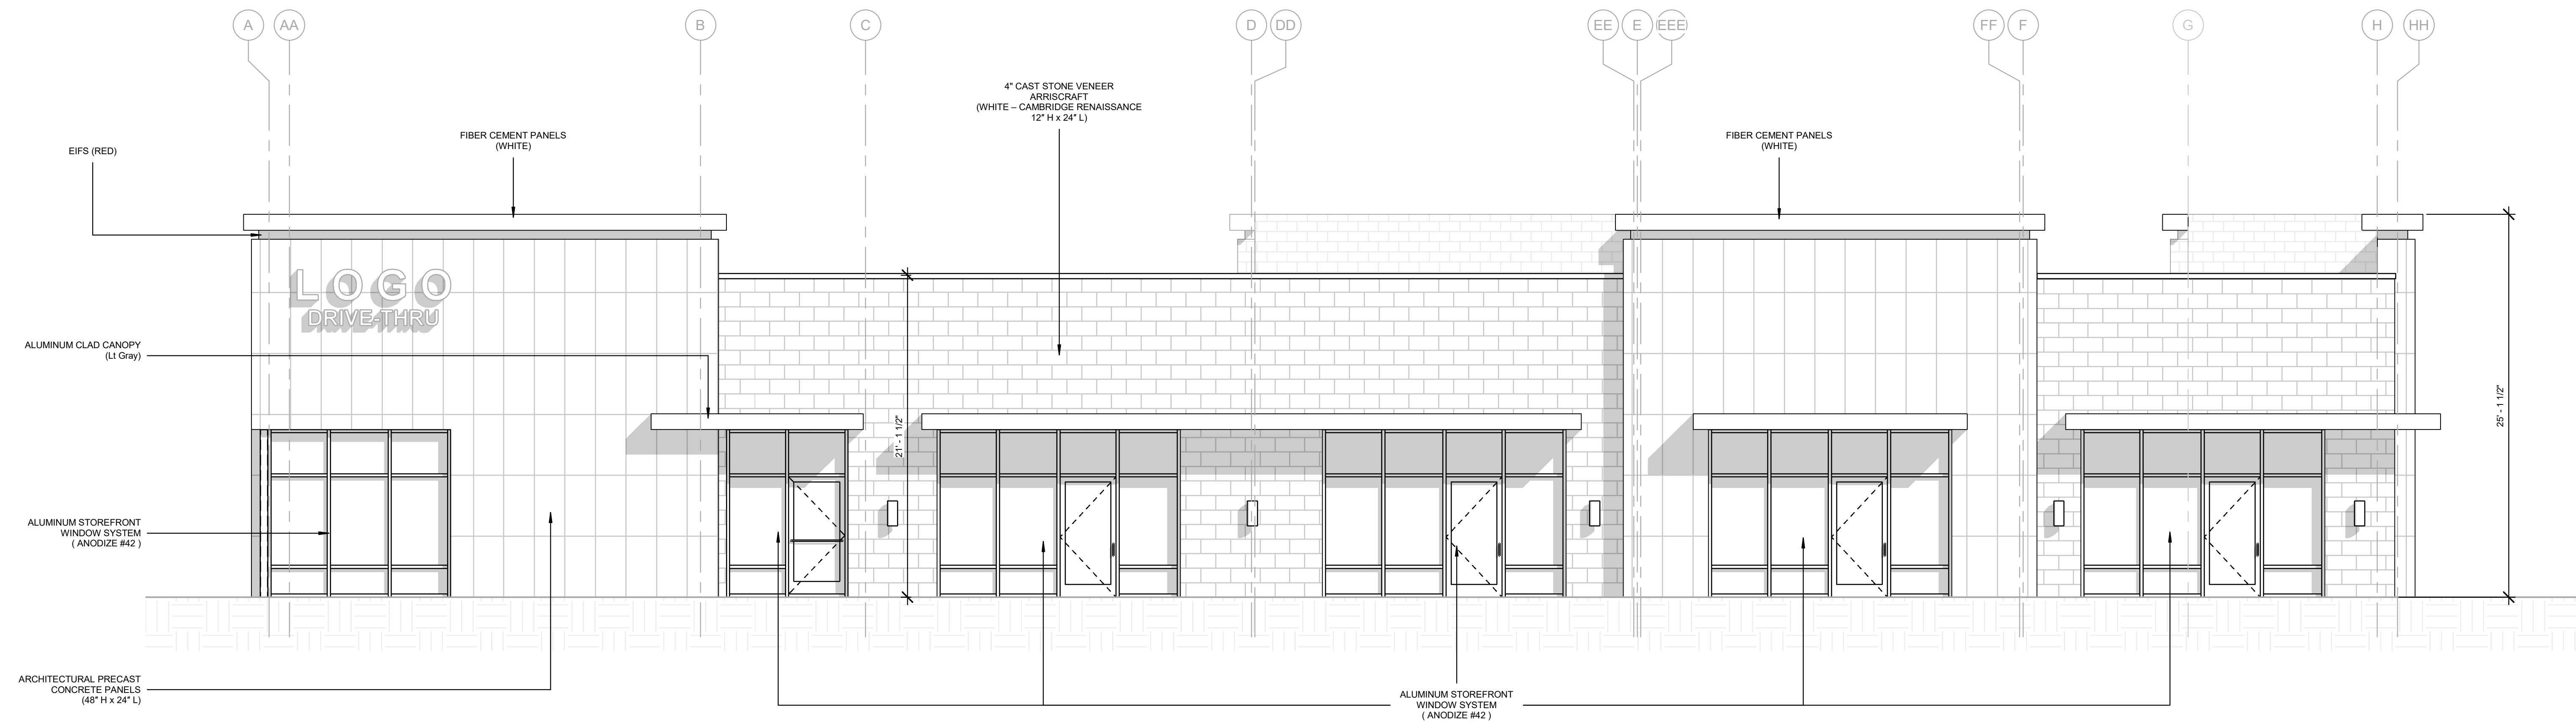 A
AA
B
C
D
DD
EE
E
EEE
FF
F
G
H
HH
4" CAST STONE VENEER
ARRISCRAFT
(WHITE – CAMBRIDGE RENAISSANCE
12" H x 24" L)
FIBER CEMENT PANELS
(WHITE)
FIBER CEMENT PANELS
(WHITE)
EIFS (RED)
LOGO
DRIVE-THRU
ALUMINUM CLAD CANOPY
(Lt Gray)
21' - 1 1/2"
25' - 1 1/2"
ALUMINUM STOREFRONT
WINDOW SYSTEM
( ANODIZE #42 )
ARCHITECTURAL PRECAST
CONCRETE PANELS
(48" H x 24" L)
ALUMINUM STOREFRONT
WINDOW SYSTEM
( ANODIZE #42 )